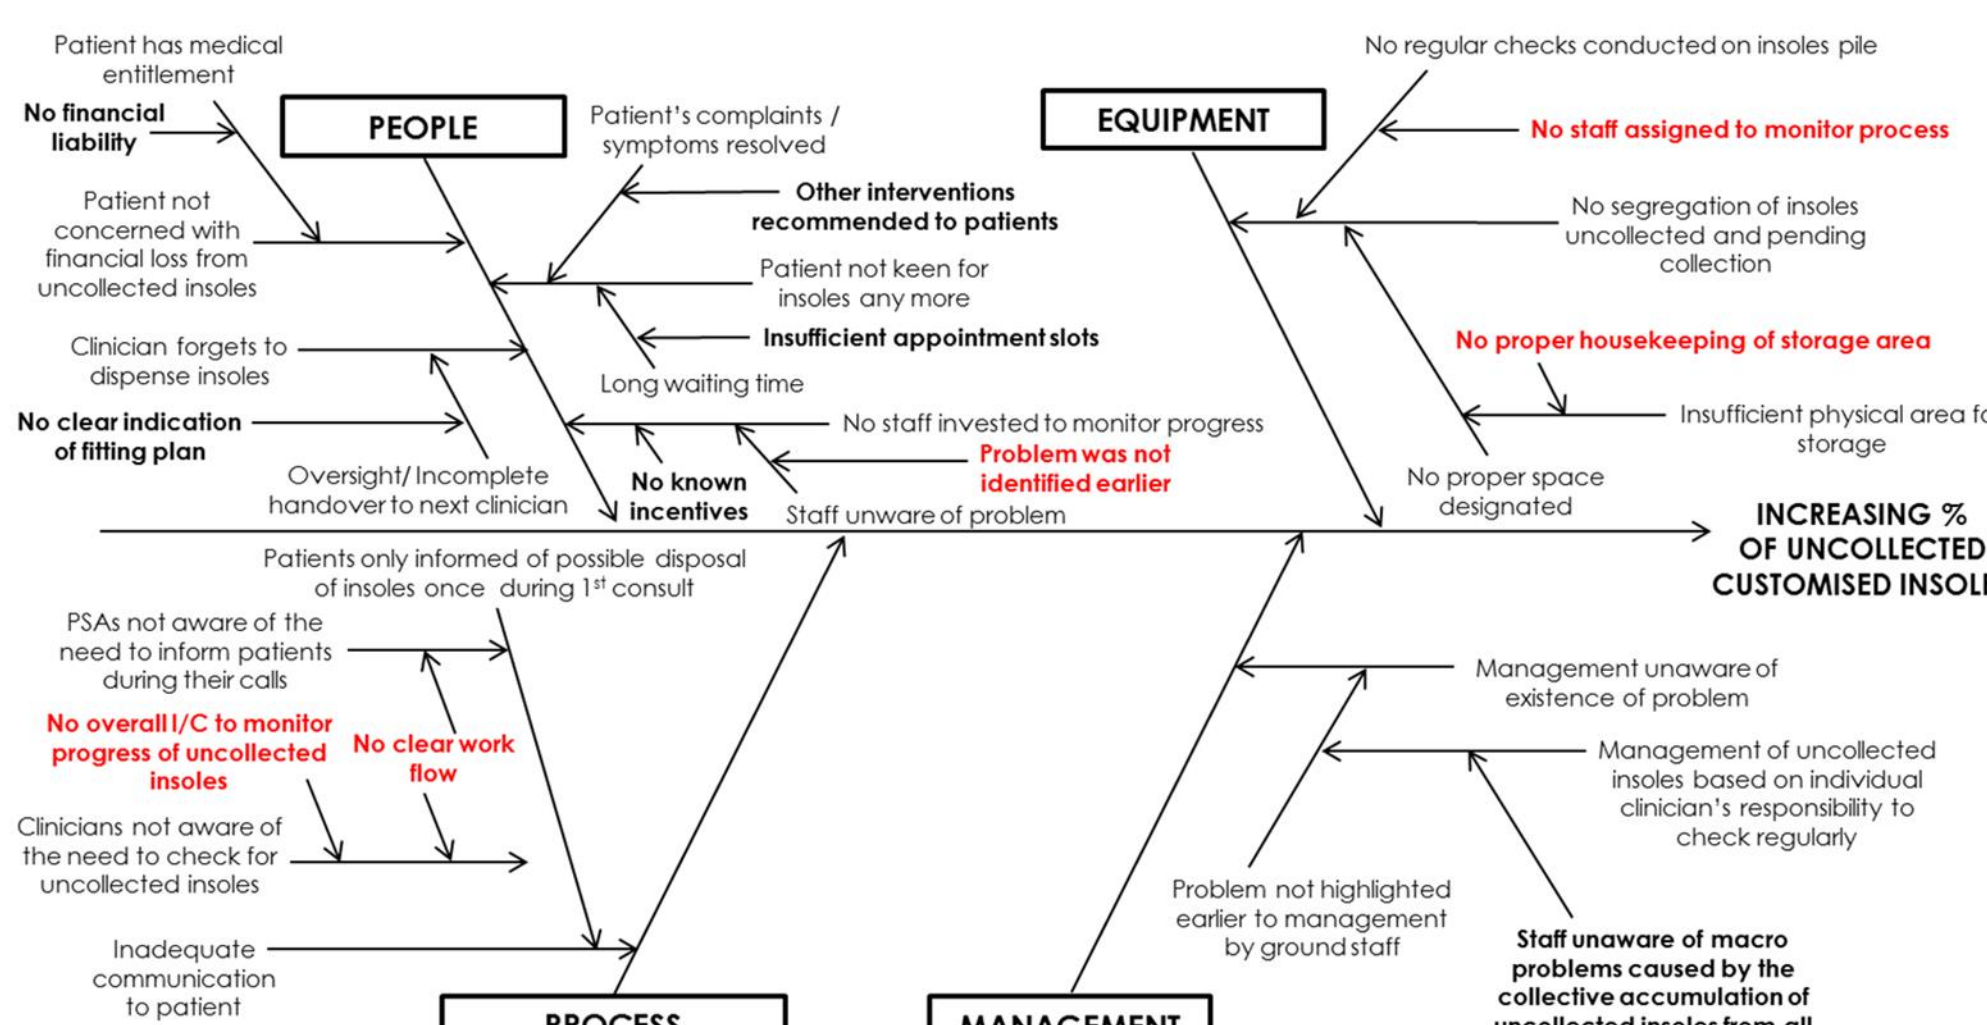 Patient has medical
entitlement
No financial
liability
PEOPLE
Patient's complaints /
symptoms resolved
Other interventions
recommended to patients
Patient not
concerned with
financial loss from
uncollected insoles
Patient not keen for
insoles any more
Insufficient appointment slots
Long waiting time
Clinician forgets to
dispense insoles
No clear indication
of fitting plan
Oversight/ Incomplete
handover to next clinician
No staff invested to monitor progress
Problem was not
identified earlier
No known
incentives
Staff unware of problem
EQUIPMENT
No regular checks conducted on insoles pile
No staff assigned to monitor process
No segregation of insoles
uncollected and pending
collection
No proper housekeeping of storage area
Insufficient physical area fo
storage
No proper space
designated
INCREASING %
OF UNCOLLECTED
CUSTOMISED INSOL
Patients only informed of possible disposal
of insoles once during 1st consult
PSAs not aware of the
need to inform patients
during their calls
No overall I/C to monitor
progress of uncollected
insoles
No clear work
flow
Clinicians not aware of
the need to check for
uncollected insoles
Inadequate
communication
to patient
PROCESS
Management unaware of
existence of problem
Management of uncollected
insoles based on individual
clinician's responsibility to
check regularly
Problem not highlighted
earlier to management
by ground staff
Staff unaware of macro
problems caused by the
collective accumulation of
uncollected insoles from all
MANAGEMENT